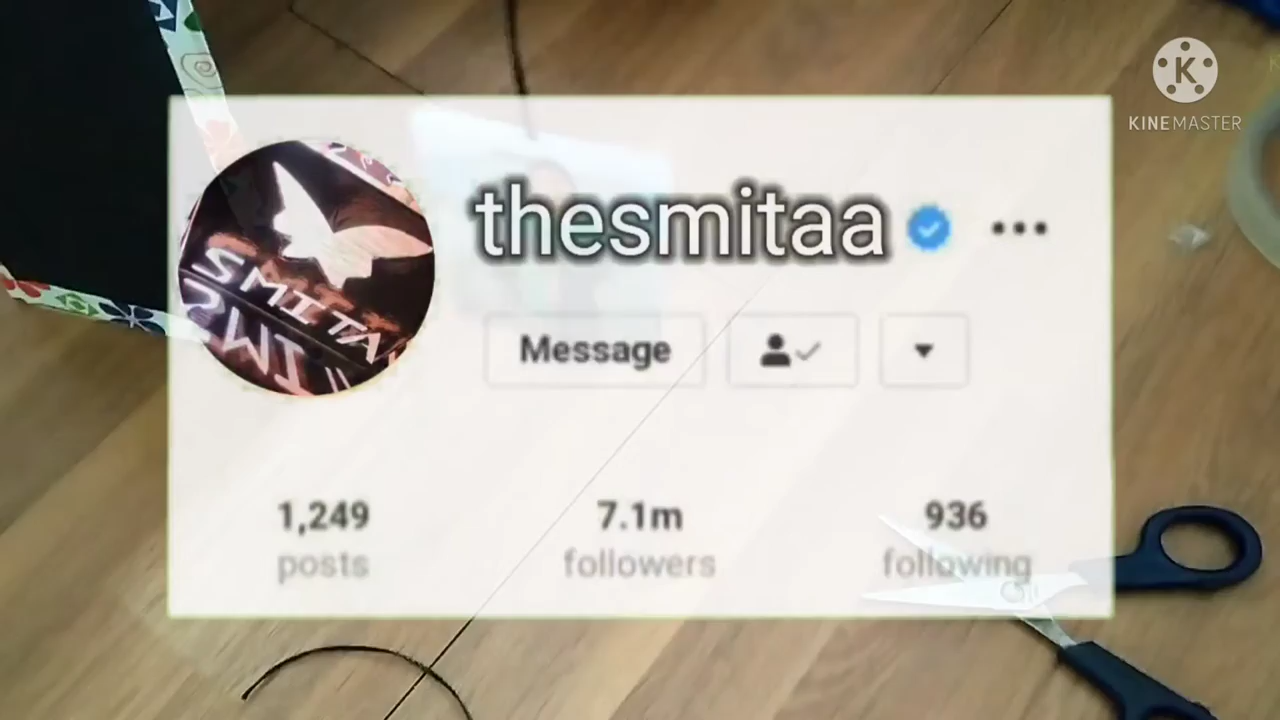 K
KINEMASTER
thesmitaa
SMITA
Message
1,249
posts
7.1m
followers
936
following